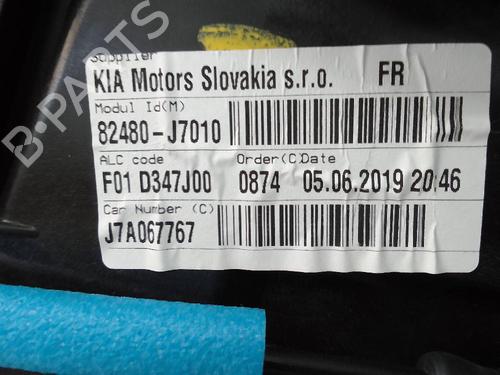 B-PARTS
Supplier
KIA Motors Slovakia s.r.o. FR
Modul Id(M)
82480-J7010
ALC code Order(C)Date
F01 D347J00 0874 05.06.2019 20:46
Car Number (C)
J7A067767